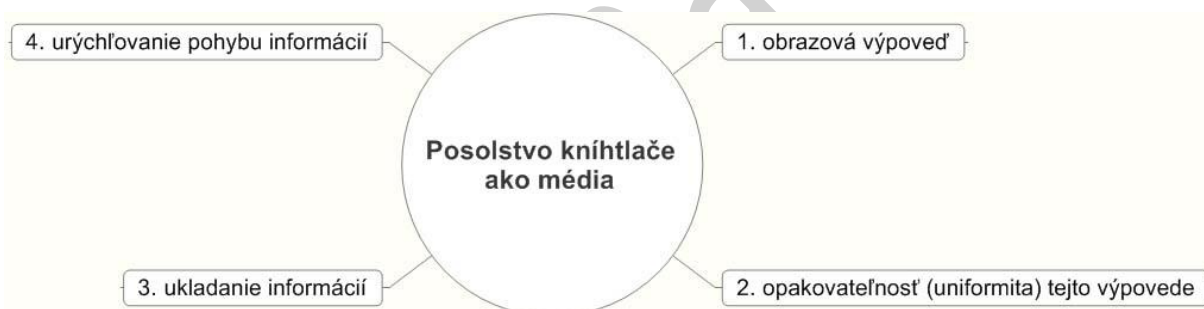 4. urýchľovanie pohybu informácií
1. obrazová výpoveď
Posolstvo kníhtlače
ako média
3. ukladanie informácií
2. opakovateľnosť (uniformita) tejto výpovede